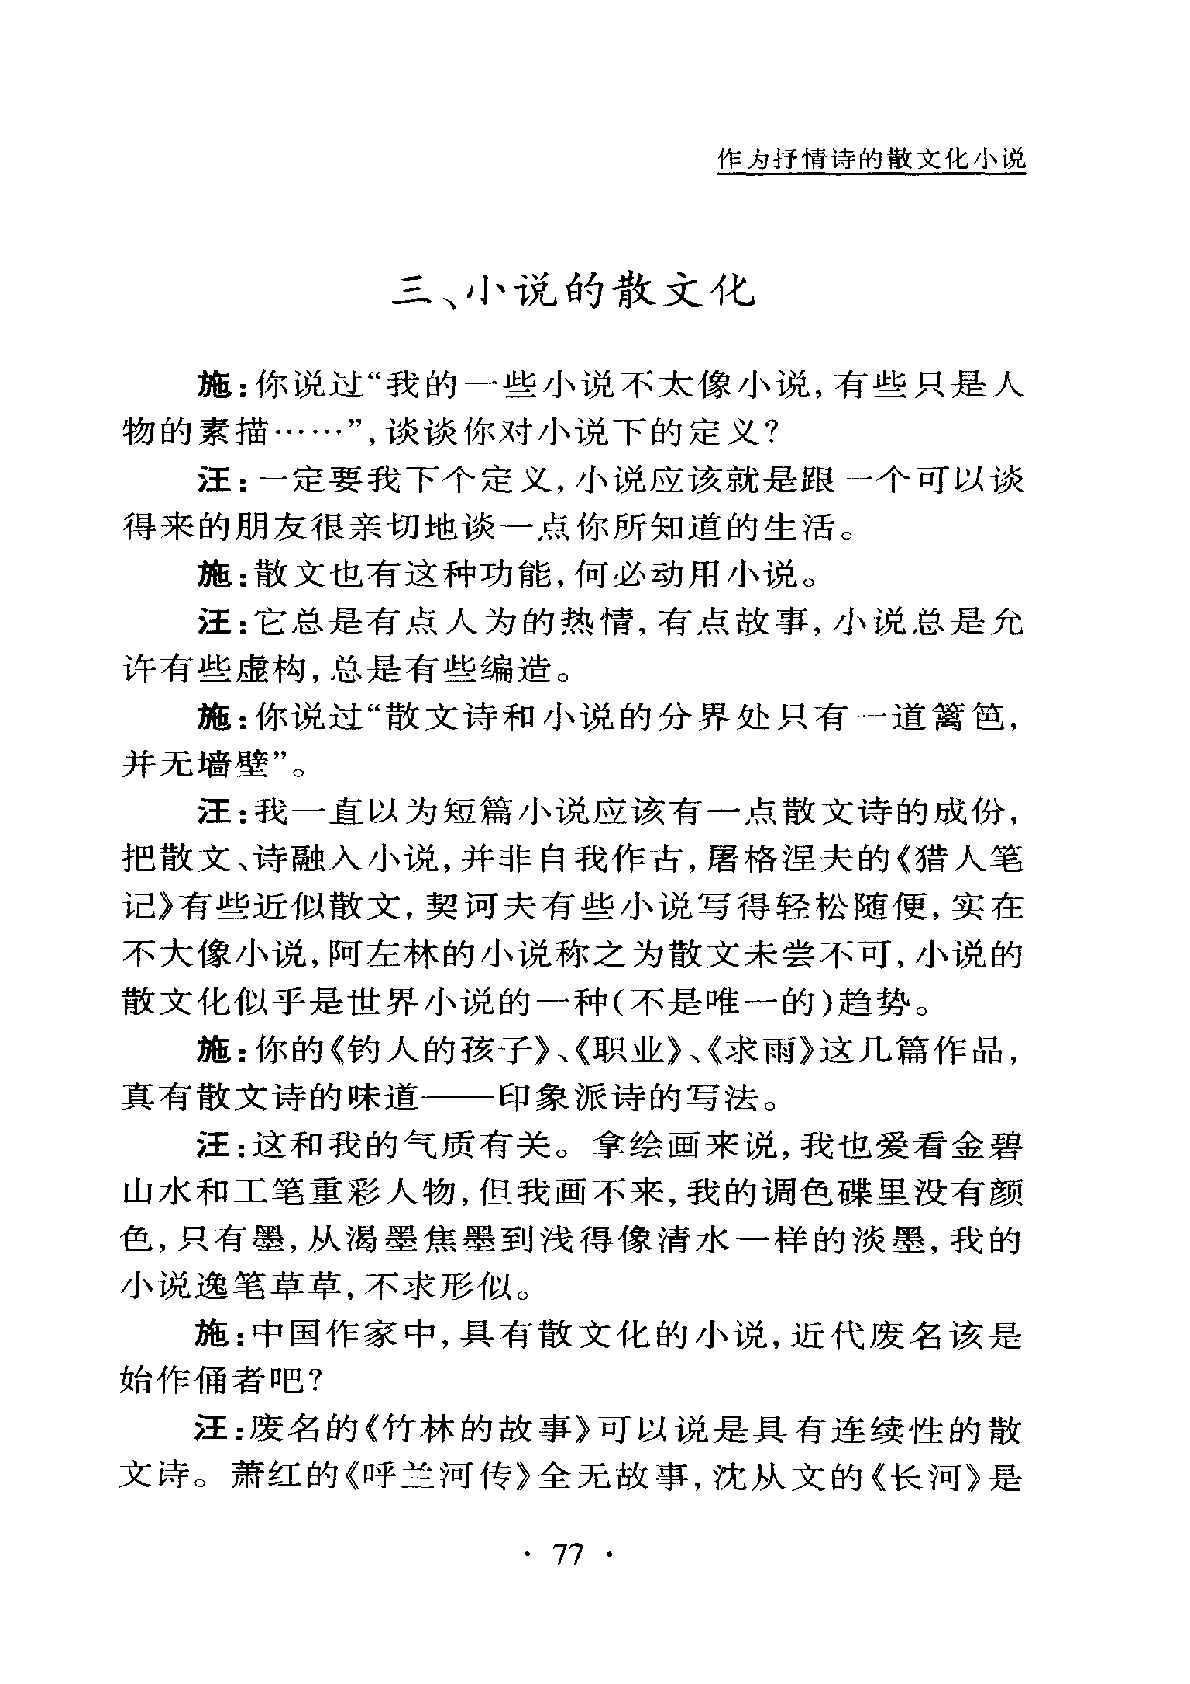 作为抒情诗的散文化小说
三、小说的散文化
施:你说过“我的一些小说不太像小说,有些只是人
物的素描……”,谈谈你对小说下的定义?
汪:一定要我下个定义,小说应该就是跟一个可以谈
得来的朋友很亲切地谈一点你所知道的生活。
施:散文也有这种功能,何必动用小说。
汪:它总是有点人为的热情,有点故事,小说总是允
许有些虚构,总是有些编造。
施:你说过“散文诗和小说的分界处只有一道篱笆,
并无墙壁”。
汪:我一直以为短篇小说应该有一点散文诗的成份,
把散文、诗融入小说,并非自我作古,屠格涅夫的《猎人笔
记》有些近似散文,契诃夫有些小说写得轻松随便,实在
不大像小说,阿左林的小说称之为散文未尝不可,小说的
散文化似乎是世界小说的一种(不是唯一的)趋势。
施:你的《钓人的孩子》、《职业》、《求雨》这几篇作品,
真有散文诗的味道——印象派诗的写法。
汪:这和我的气质有关。拿绘画来说,我也爱看金碧
山水和工笔重彩人物,但我画不来,我的调色碟里没有颜
色,只有墨,从渴墨焦墨到浅得像清水一样的淡墨,我的
小说逸笔草草,不求形似。
施:中国作家中,具有散文化的小说,近代废名该是
始作俑者吧?
汪:废名的《竹林的故事》可以说是具有连续性的散
文诗。萧红的《呼兰河传》全无故事,沈从文的《长河》是
· 77 ·